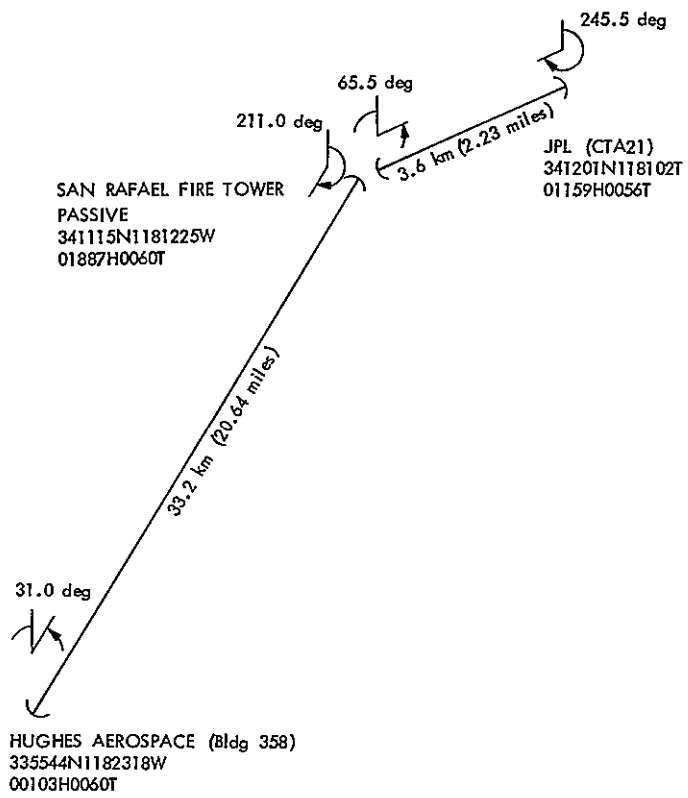 245.5 deg
65.5 deg
211.0 deg
3.6 km (2.23 miles)
JPL (CTA21)
341201N118102T
01159H0056T
SAN RAFAEL FIRE TOWER
PASSIVE
341115N1181225W
01887H0060T
33.2 km (20.64 miles)
31.0 deg
HUGHES AEROSPACE (Bldg 358)
335544N1182318W
00103H0060T